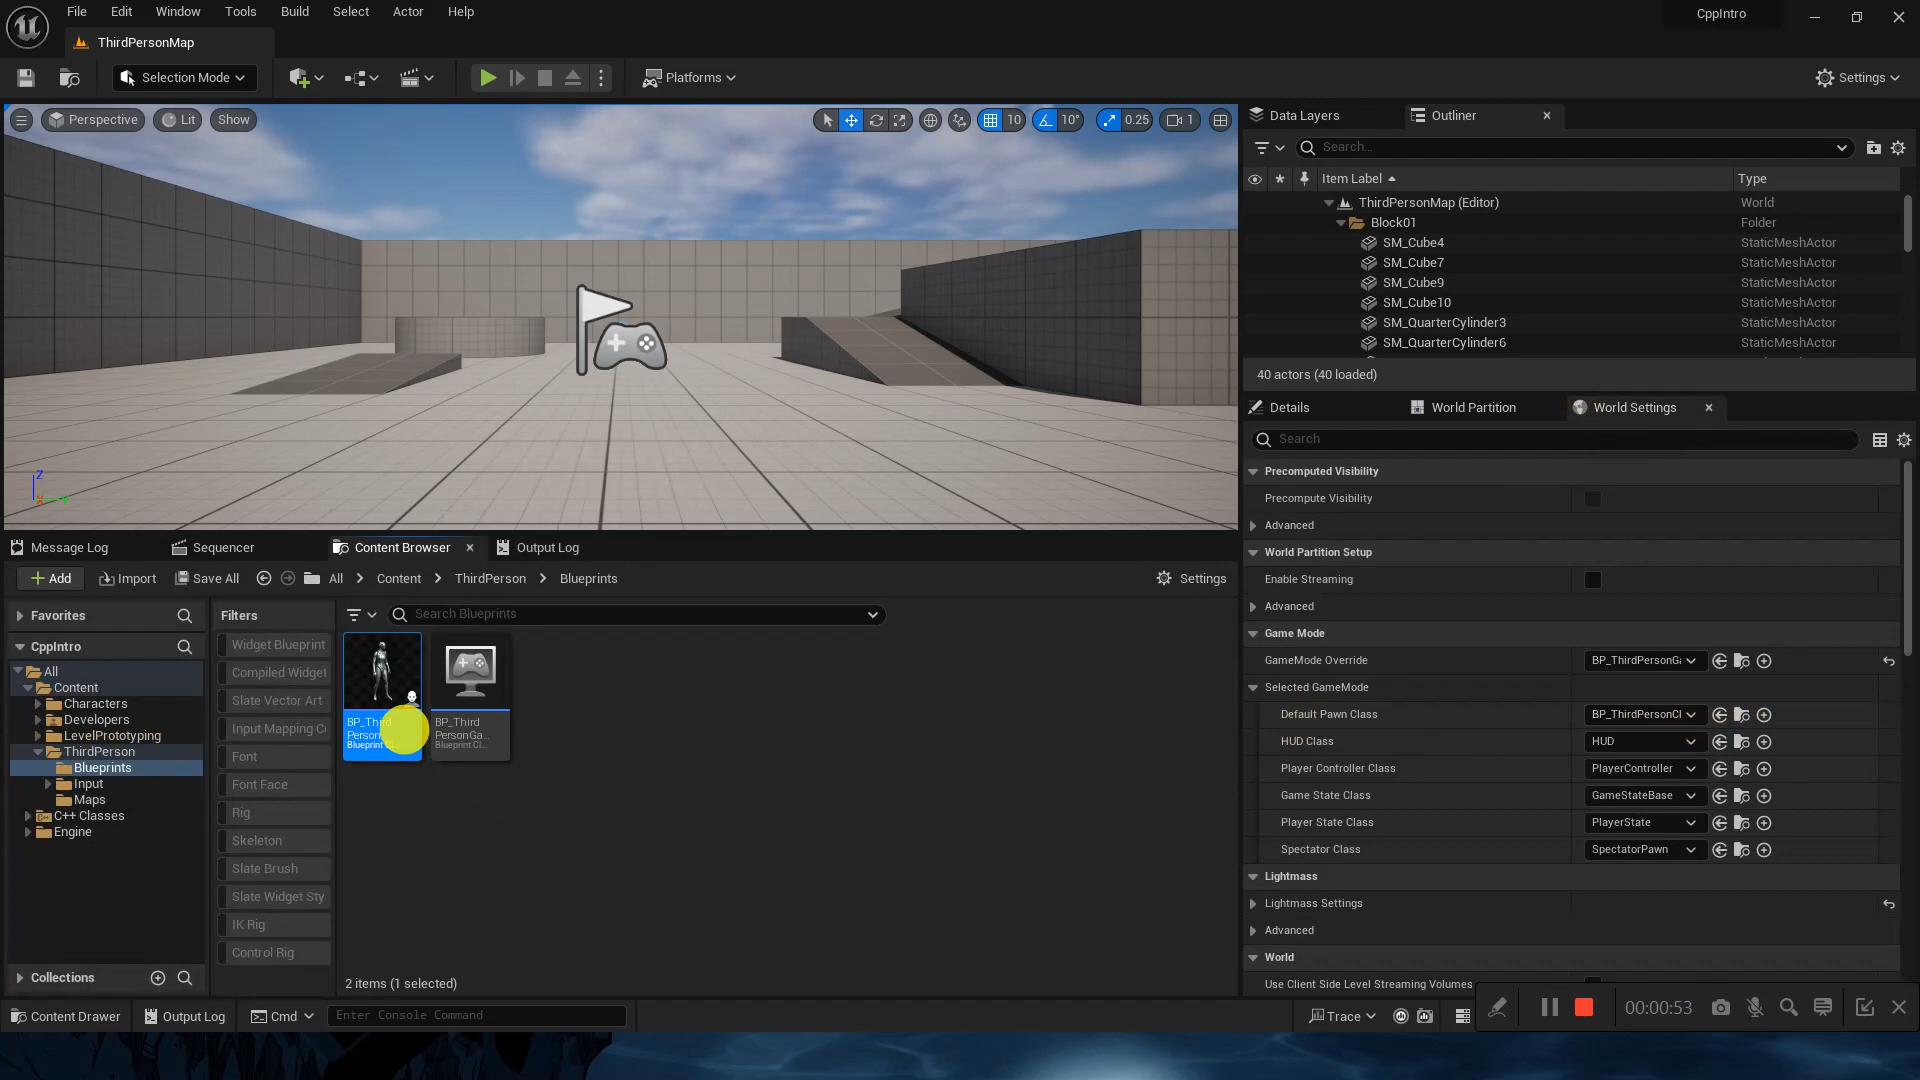 File Edit Window Tools Build Select Actor Help
CppIntro
ThirdPersonMap
Selection Mode
Platforms
Settings
Perspective Lit Show
10 10° 0.25 1
Data Layers
Outliner
Search...
Item Label Type
ThirdPersonMap (Editor) World
Block01 Folder
SM_Cube4 StaticMeshActor
SM_Cube7 StaticMeshActor
SM_Cube9 StaticMeshActor
SM_Cube10 StaticMeshActor
SM_QuarterCylinder3 StaticMeshActor
SM_QuarterCylinder6 StaticMeshActor
40 actors (40 loaded)
Details World Partition World Settings
Search
Precomputed Visibility
Precompute Visibility
Advanced
World Partition Setup
Enable Streaming
Advanced
Game Mode
GameMode Override BP_ThirdPersonGa
Selected GameMode
Default Pawn Class BP_ThirdPersonCl
HUD Class HUD
Player Controller Class PlayerController
Game State Class GameStateBase
Player State Class PlayerState
Spectator Class SpectatorPawn
Lightmass
Lightmass Settings
Advanced
World
Use Client Side Level Streaming Volumes
Z
Message Log Sequencer Content Browser Output Log
Add Import Save All All Content ThirdPerson Blueprints Settings
Favorites
CppIntro
All
Content
Characters
Developers
LevelPrototyping
ThirdPerson
Blueprints
Input
Maps
C++ Classes
Engine
Collections
Filters
Widget Blueprint
Compiled Widget
Slate Vector Art
Input Mapping Co
Font
Font Face
Rig
Skeleton
Slate Brush
Slate Widget Sty
IK Rig
Control Rig
Search Blueprints
BP_Third
Person
Blueprint C
BP_Third
PersonGa...
Blueprint Cl...
2 items (1 selected)
Content Drawer Output Log Cmd Enter Console Command
Trace
00:00:53